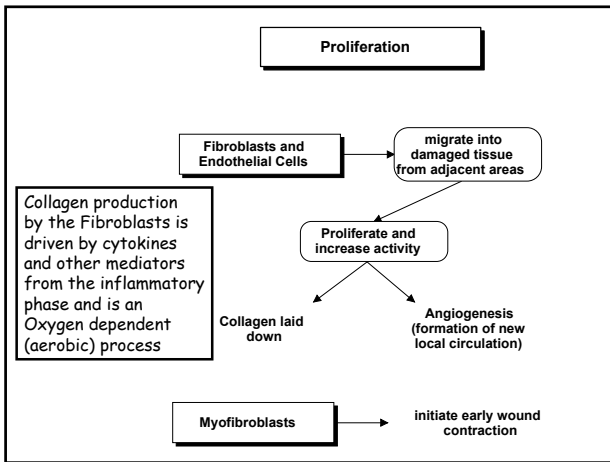 Proliferation
Fibroblasts and
Endothelial Cells
migrate into
damaged tissue
from adjacent areas
Collagen production
by the Fibroblasts is
driven by cytokines
and other mediators
from the inflammatory
phase and is an
Oxygen dependent
(aerobic) process
Proliferate and
increase activity
Collagen laid
down
Angiogenesis
(formation of new
local circulation)
Myofibroblasts
initiate early wound
contraction